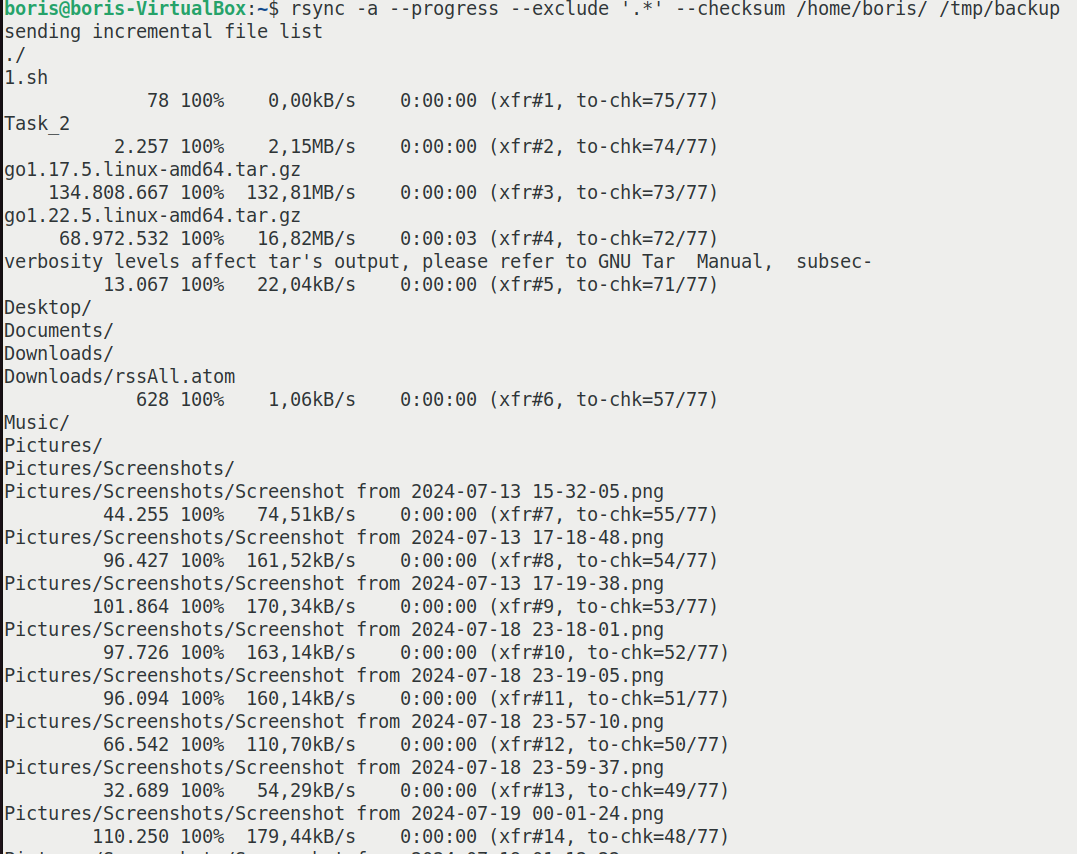 boris@boris-VirtualBox:~$ rsync -a --progress --exclude '.*' --checksum /home/boris/ /tmp/backup
sending incremental file list
./
1.sh
             78 100%    0,00kB/s    0:00:00 (xfr#1, to-chk=75/77)
Task_2
          2.257 100%    2,15MB/s    0:00:00 (xfr#2, to-chk=74/77)
go1.17.5.linux-amd64.tar.gz
    134.808.667 100%  132,81MB/s    0:00:00 (xfr#3, to-chk=73/77)
go1.22.5.linux-amd64.tar.gz
     68.972.532 100%   16,82MB/s    0:00:03 (xfr#4, to-chk=72/77)
verbosity levels affect tar's output, please refer to GNU Tar  Manual,  subsec-
         13.067 100%   22,04kB/s    0:00:00 (xfr#5, to-chk=71/77)
Desktop/
Documents/
Downloads/
Downloads/rssAll.atom
            628 100%    1,06kB/s    0:00:00 (xfr#6, to-chk=57/77)
Music/
Pictures/
Pictures/Screenshots/
Pictures/Screenshots/Screenshot from 2024-07-13 15-32-05.png
         44.255 100%   74,51kB/s    0:00:00 (xfr#7, to-chk=55/77)
Pictures/Screenshots/Screenshot from 2024-07-13 17-18-48.png
         96.427 100%  161,52kB/s    0:00:00 (xfr#8, to-chk=54/77)
Pictures/Screenshots/Screenshot from 2024-07-13 17-19-38.png
        101.864 100%  170,34kB/s    0:00:00 (xfr#9, to-chk=53/77)
Pictures/Screenshots/Screenshot from 2024-07-18 23-18-01.png
         97.726 100%  163,14kB/s    0:00:00 (xfr#10, to-chk=52/77)
Pictures/Screenshots/Screenshot from 2024-07-18 23-19-05.png
         96.094 100%  160,14kB/s    0:00:00 (xfr#11, to-chk=51/77)
Pictures/Screenshots/Screenshot from 2024-07-18 23-57-10.png
         66.542 100%  110,70kB/s    0:00:00 (xfr#12, to-chk=50/77)
Pictures/Screenshots/Screenshot from 2024-07-18 23-59-37.png
         32.689 100%   54,29kB/s    0:00:00 (xfr#13, to-chk=49/77)
Pictures/Screenshots/Screenshot from 2024-07-19 00-01-24.png
        110.250 100%  179,44kB/s    0:00:00 (xfr#14, to-chk=48/77)